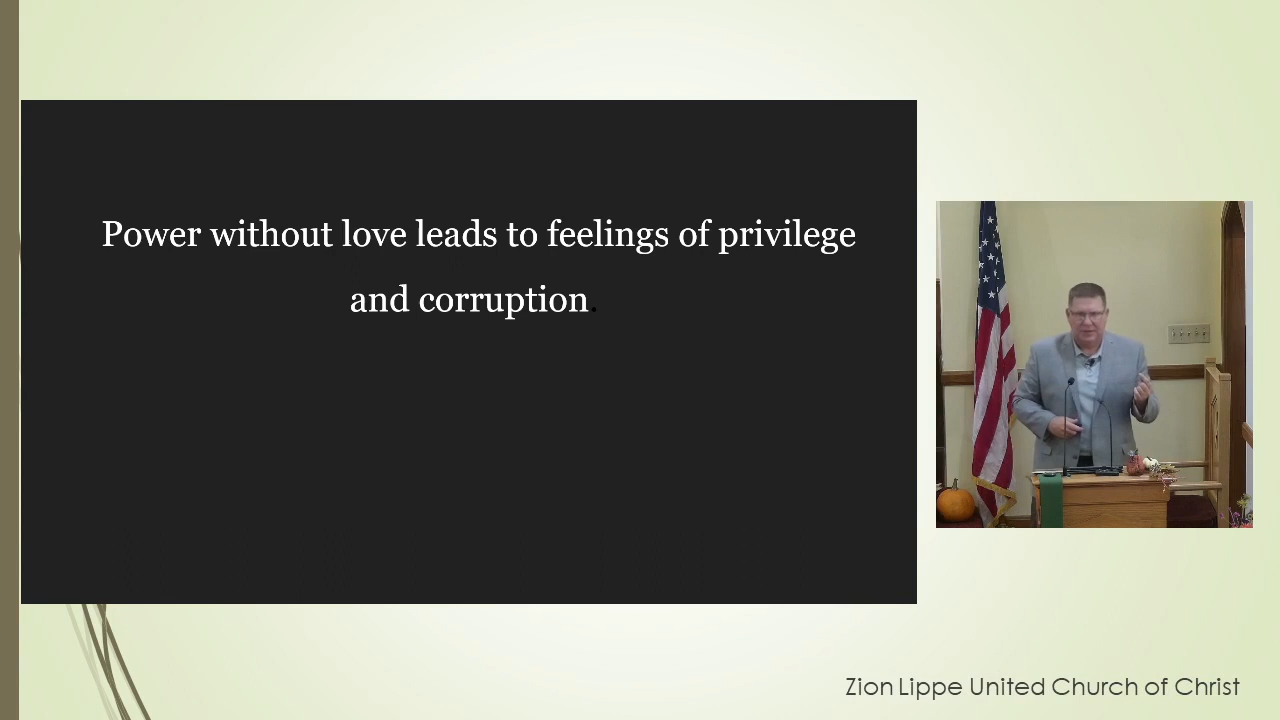 Power without love leads to feelings of privilege
and corruption.
Zion Lippe United Church of Christ